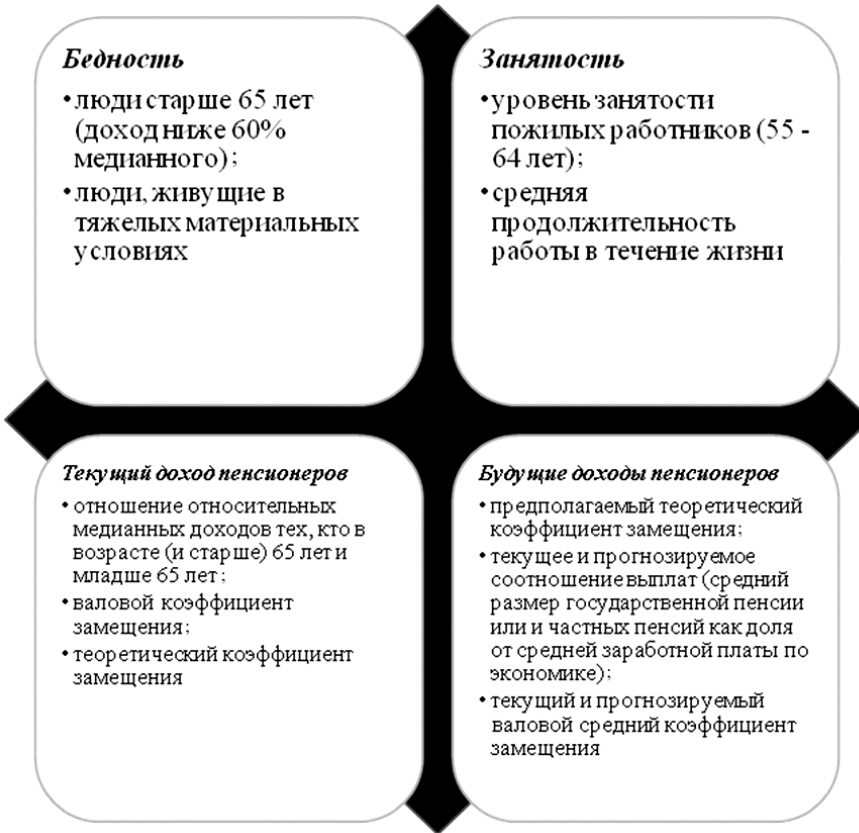 Бедность
•люди старше 65 лет
(доход ниже 60%
медианного);
•люди, живущие в
тяжелых материальных
условиях
Занятость
•уровень занятости
пожилых работников (55 -
64 лет);
•средняя
продолжительность
работы в течение жизни
Текущий доход пенсионеров
•отношение относительных
медианных доходов тех, кто в
возрасте (и старше) 65 лет и
младше 65 лет;
•валовой коэффициент
замещения;
•теоретический коэффициент
замещения
Будущие доходы пенсионеров
•предполагаемый теоретический
коэффициент замещения;
•текущее и прогнозируемое
соотношение выплат (средний
размер государственной пенсии
или и частных пенсий как доля
от средней заработной платы по
экономике);
•текущий и прогнозируемый
валовой средний коэффициент
замещения